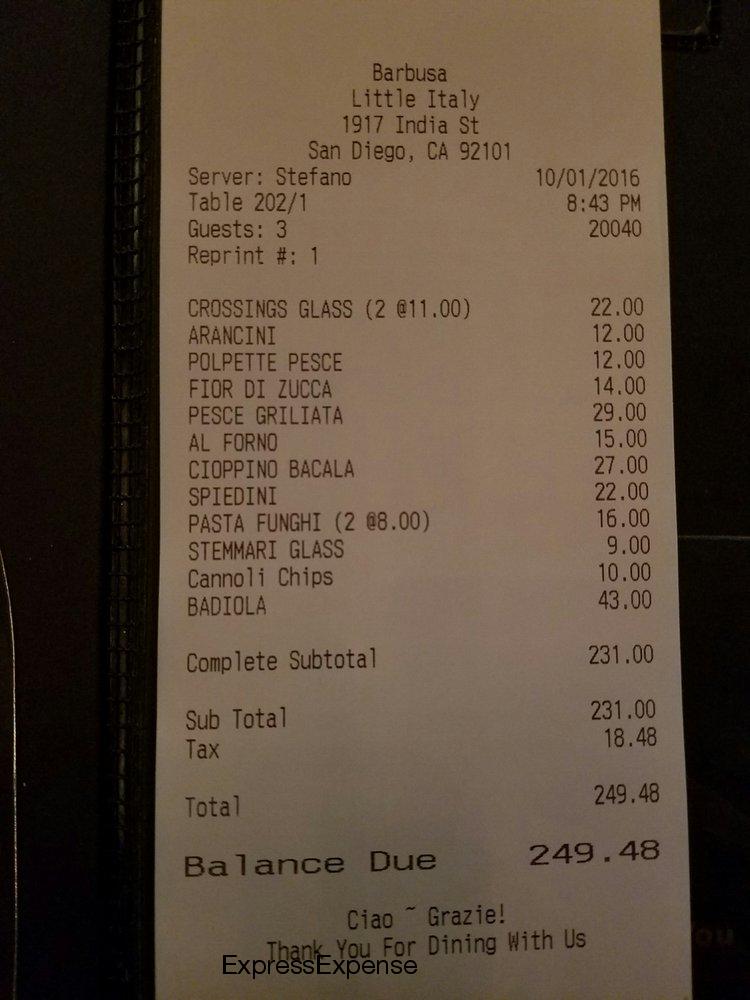 Barbusa
Little Italy
1917 India St
San Diego, CA 92101
Server: Stefano 10/01/2016
Table 202/1 8:43 PM
Guests: 3 20040
Reprint #: 1
CROSSINGS GLASS (2 @11.00) 22.00
ARANCINI 12.00
POLPETTE PESCE 12.00
FIOR DI ZUCCA 14.00
PESCE GRILIATA 29.00
AL FORNO 15.00
CIOPPINO BACALA 27.00
SPIEDINI 22.00
PASTA FUNGHI (2 @8.00) 16.00
STEMMARI GLASS 9.00
Cannoli Chips 10.00
BADIOLA 43.00
Complete Subtotal 231.00
Sub Total 231.00
Tax 18.48
Total 249.48
Balance Due 249.48
Ciao ~ Grazie!
Thank You For Dining With Us
ExpressExpense